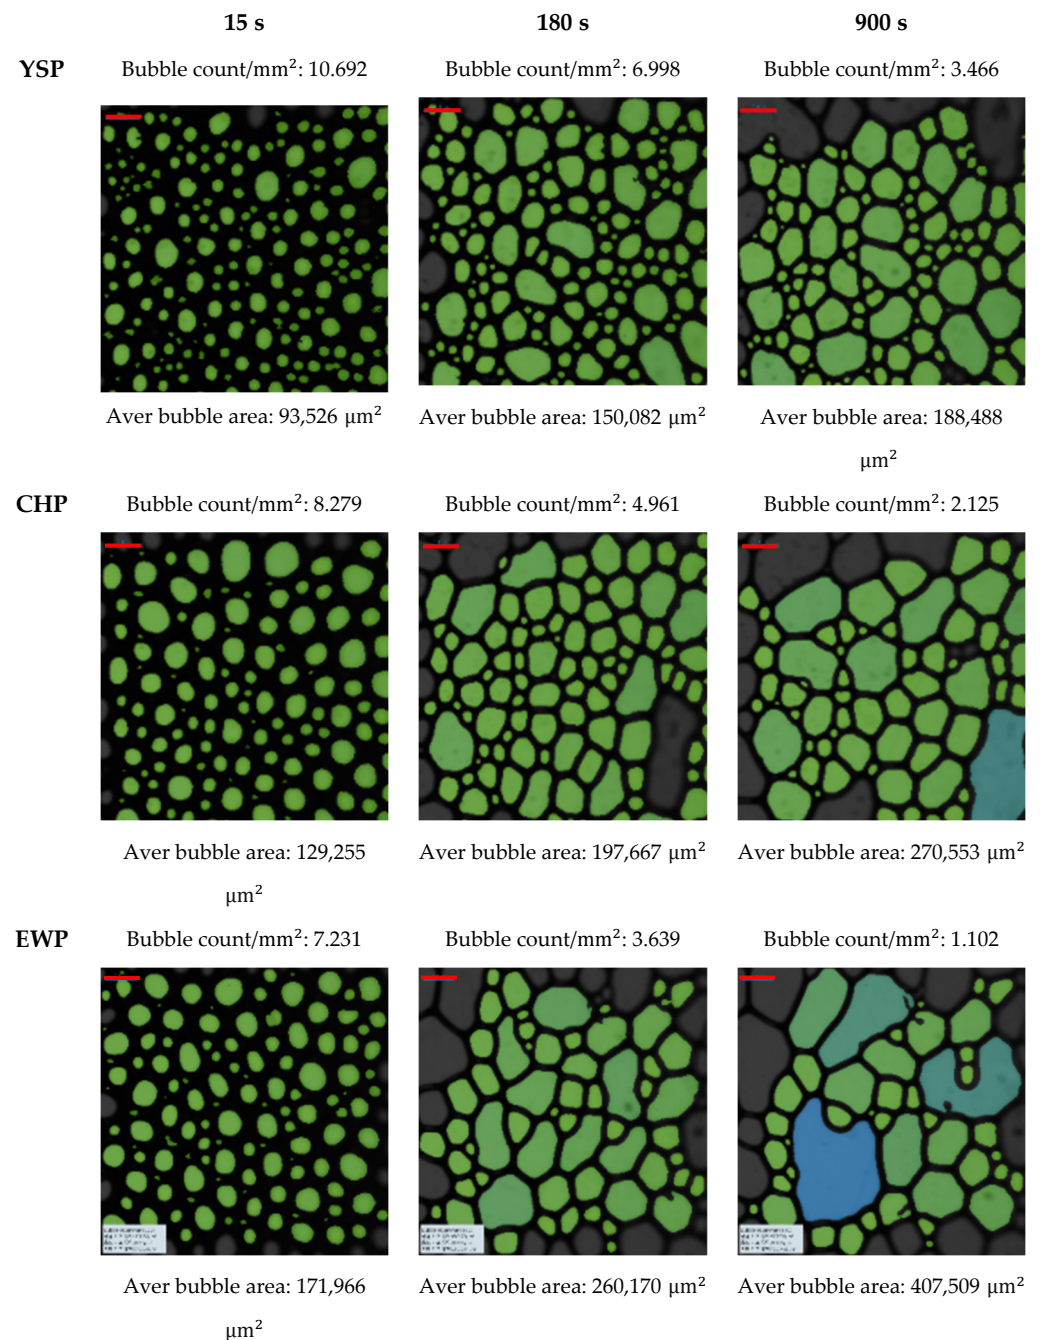 15 s 180 s 900 s
YSP Bubble count/mm²: 10.692 Bubble count/mm²: 6.998 Bubble count/mm²: 3.466
Aver bubble area: 93,526 µm² Aver bubble area: 150,082 µm² Aver bubble area: 188,488
µm²
CHP Bubble count/mm²: 8.279 Bubble count/mm²: 4.961 Bubble count/mm²: 2.125
Aver bubble area: 129,255 Aver bubble area: 197,667 µm² Aver bubble area: 270,553 µm²
µm²
EWP Bubble count/mm²: 7.231 Bubble count/mm²: 3.639 Bubble count/mm²: 1.102
Aver bubble area: 171,966 Aver bubble area: 260,170 µm² Aver bubble area: 407,509 µm²
µm²